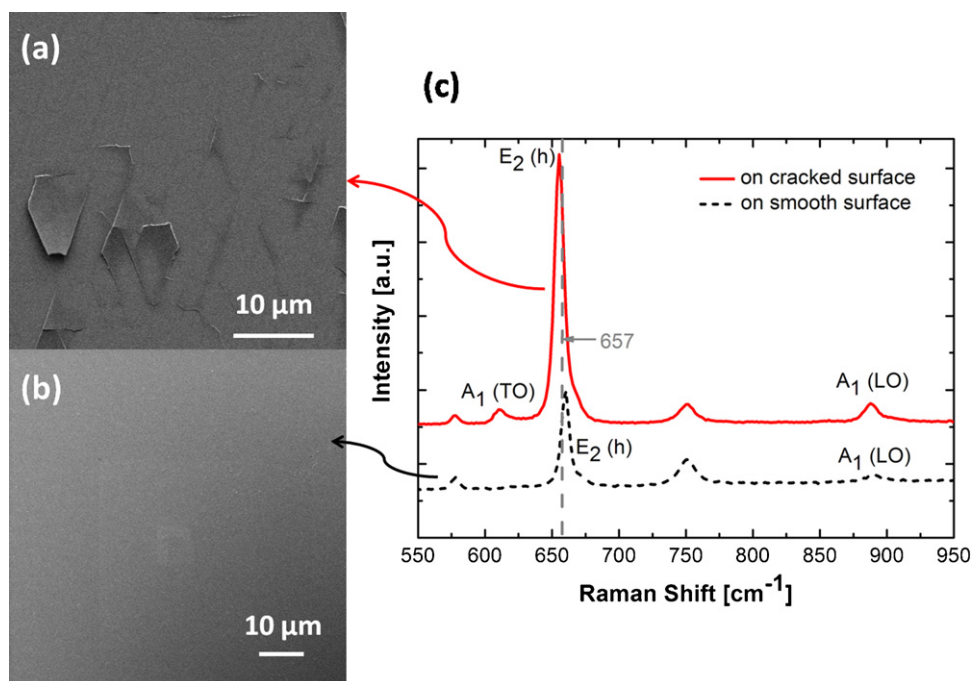 (a)
10 µm
(b)
10 µm
(c)
E2 (h)
on cracked surface
on smooth surface
657
A1 (TO)
A1 (LO)
E2 (h)
A1 (LO)
Intensity [a.u.]
550 600 650 700 750 800 850 900 950
Raman Shift [cm-1]